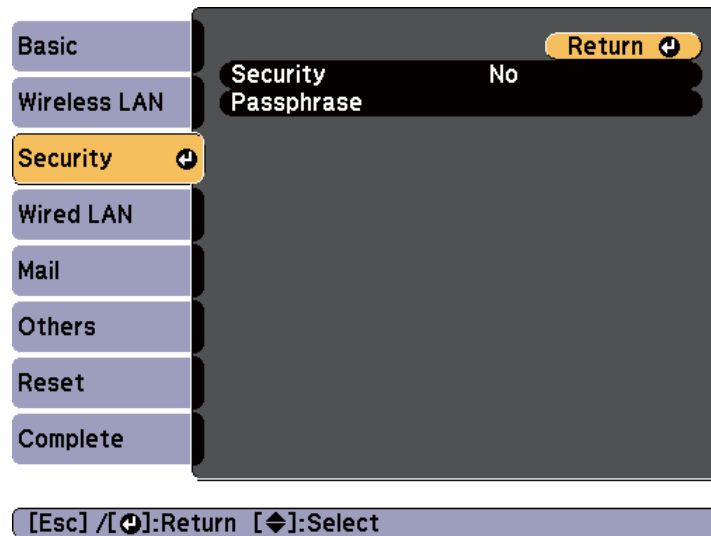 Basic
Wireless LAN
Security
Wired LAN
Mail
Others
Reset
Complete
Return
Security No
Passphrase
[Esc] /[⏎]:Return [◆]:Select